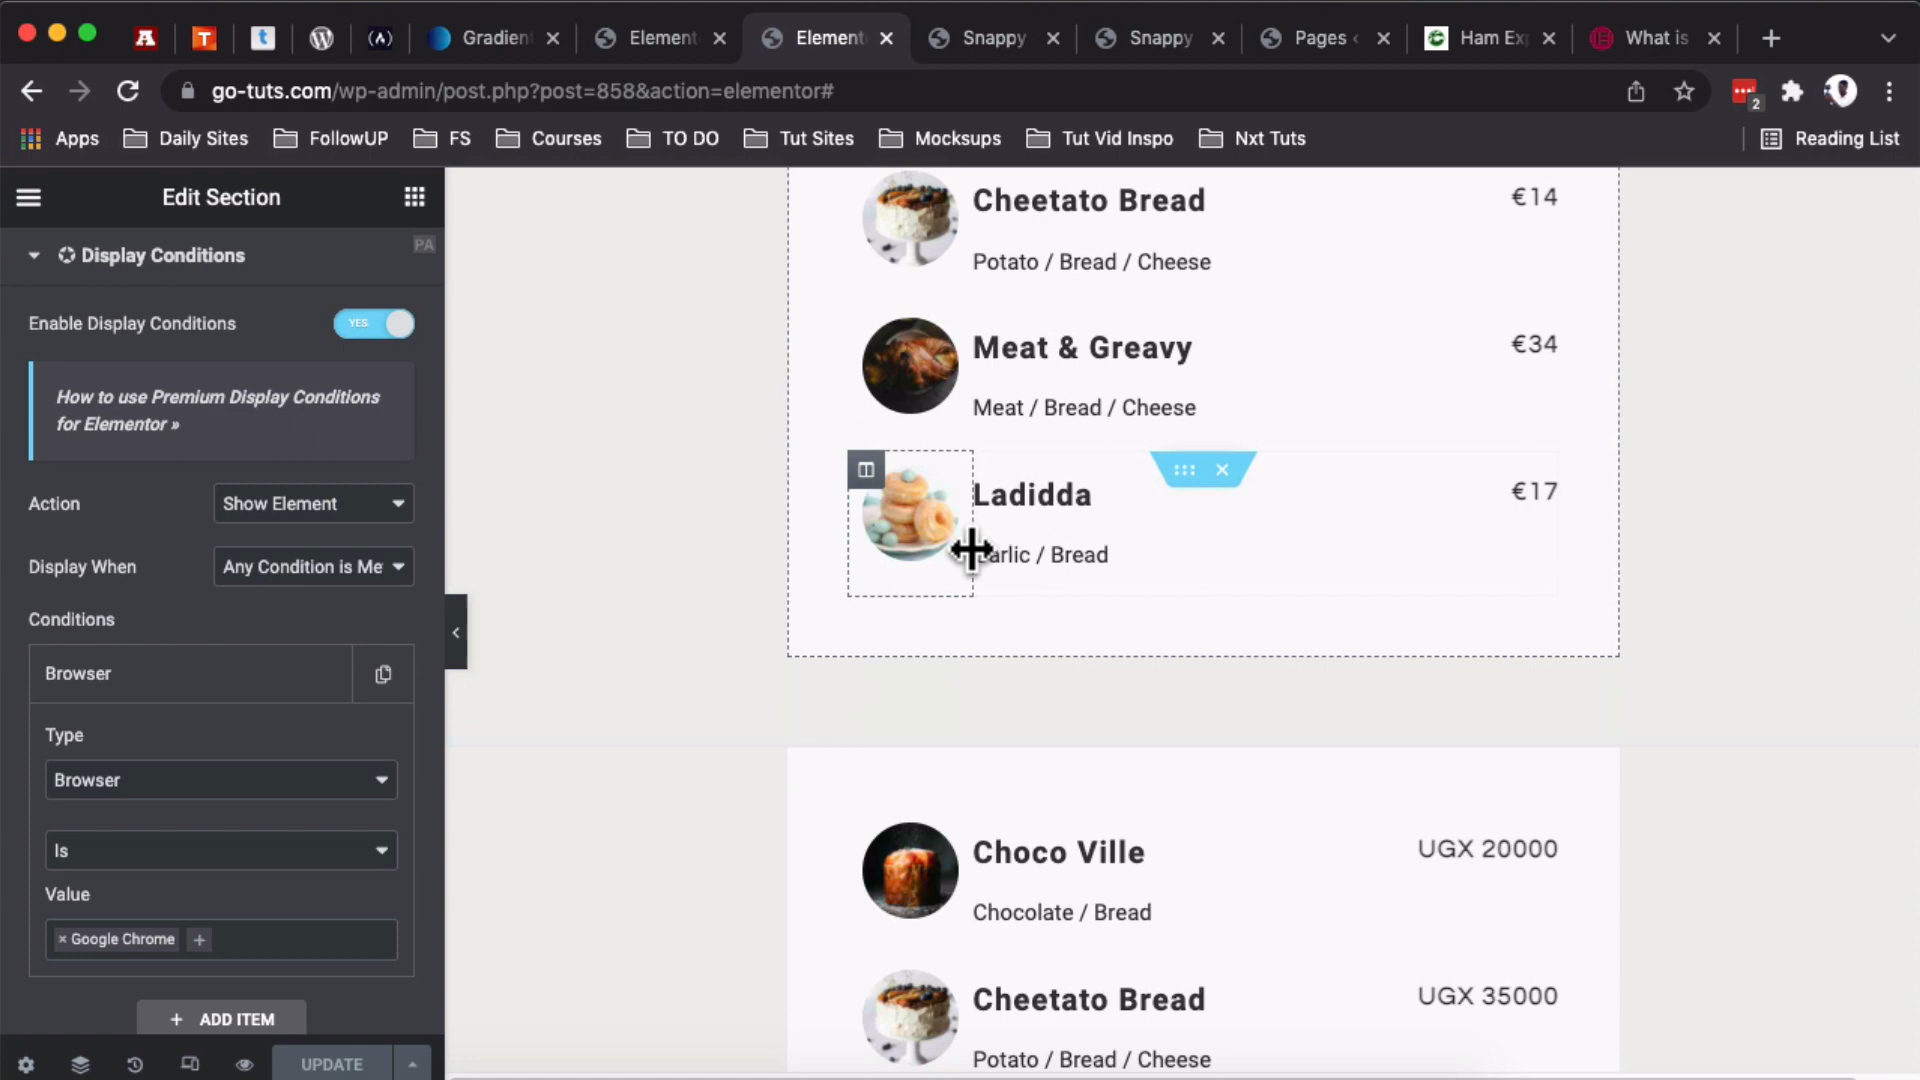 Gradien
Element
Element
Snappy
Snappy
Pages
Ham Ex
What is
go-tuts.com/wp-admin/post.php?post=858&action=elementor#
2
Apps
Daily Sites
FollowUP
FS
Courses
TO DO
Tut Sites
Mocksups
Tut Vid Inspo
Nxt Tuts
Reading List
Edit Section
Display Conditions
PA
Enable Display Conditions
YES
How to use Premium Display Conditions
for Elementor »
Action
Show Element
Display When
Any Condition is Me
Conditions
Browser
Type
Browser
Is
Value
× Google Chrome +
+ ADD ITEM
UPDATE
Cheetato Bread
€14
Potato / Bread / Cheese
Meat & Greavy
€34
Meat / Bread / Cheese
Ladidda
€17
arlic / Bread
Choco Ville
UGX 20000
Chocolate / Bread
Cheetato Bread
UGX 35000
Potato / Bread / Cheese